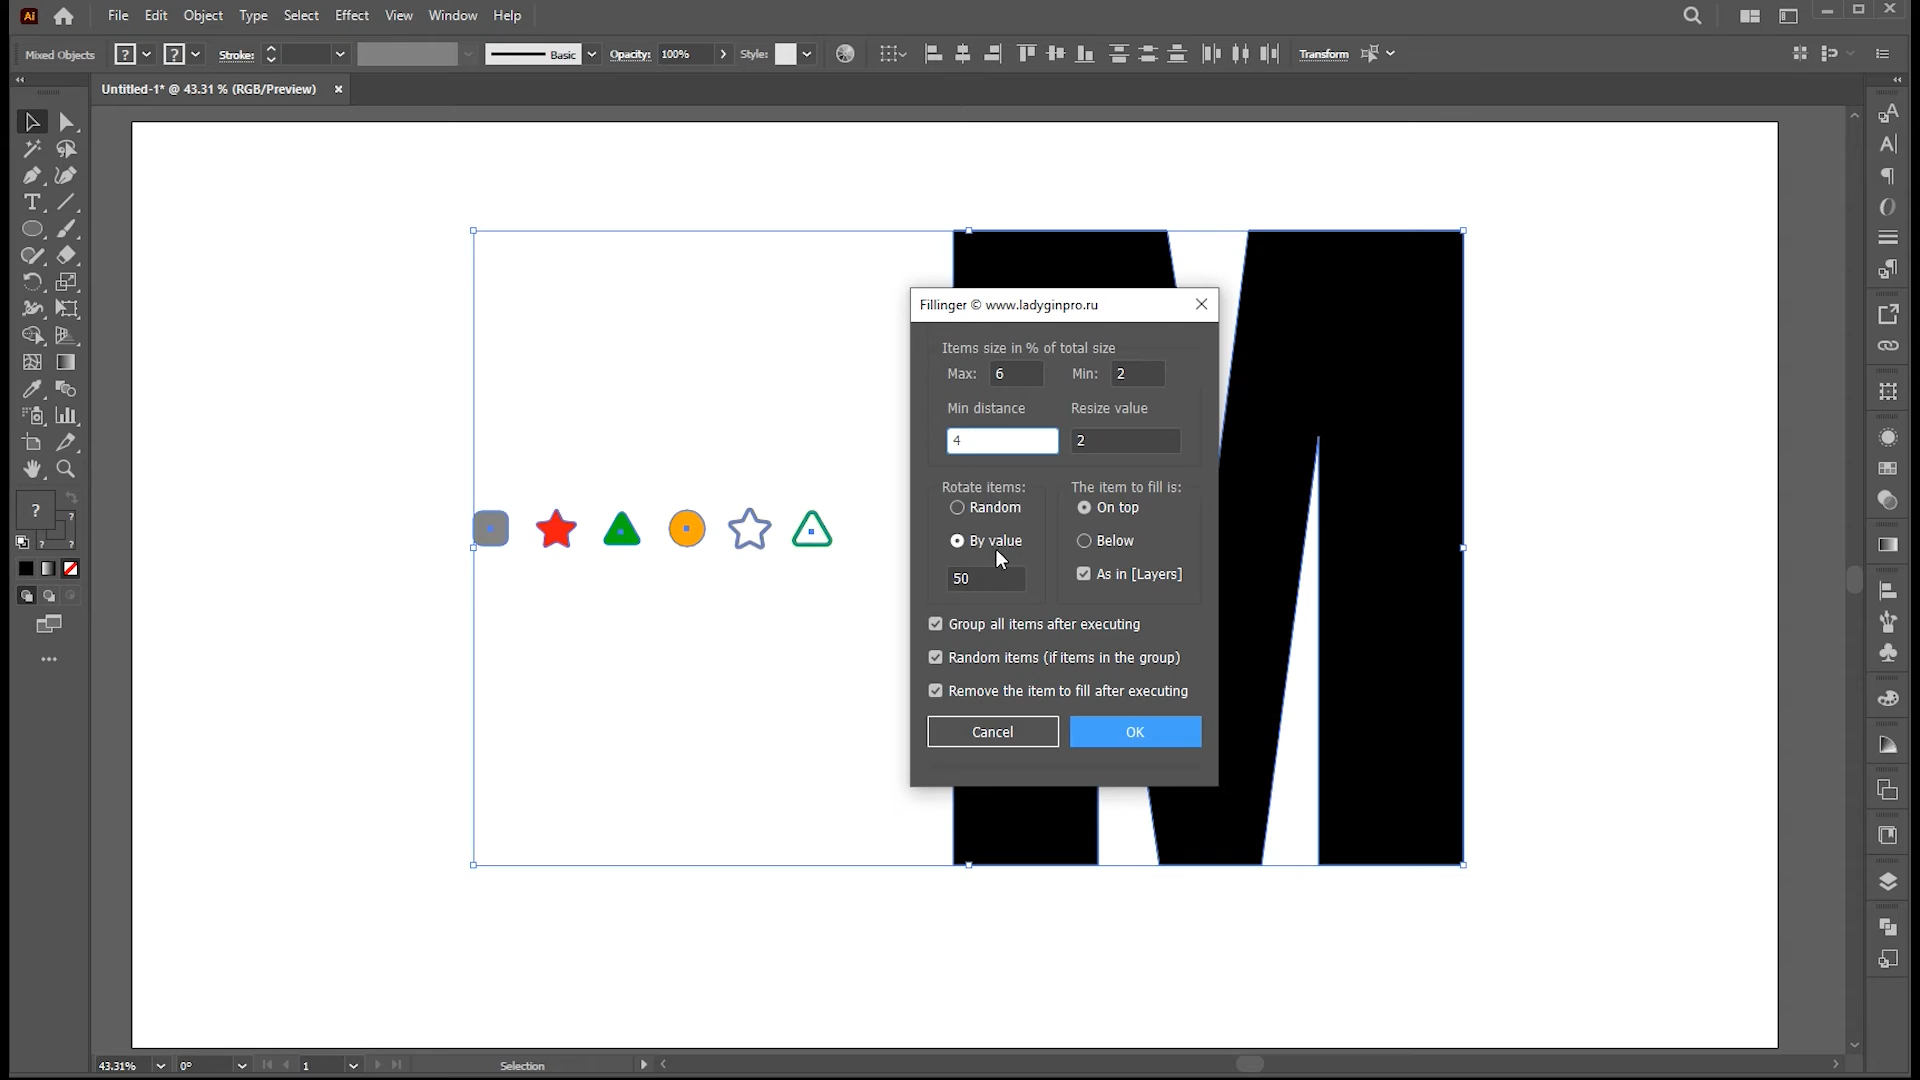 Ai File Edit Object Type Select Effect View Window Help
Mixed Objects ? ? Stroke: Basic Opacity: 100% Style: Transform
Untitled-1* @ 43.31 % (RGB/Preview)
Fillinger © www.ladyginpro.ru
Items size in % of total size
Max: 6 Min: 2
Min distance Resize value
4 2
Rotate items: The item to fill is:
Random On top
By value Below
50 As in [Layers]
Group all items after executing
Random items (if items in the group)
Remove the item to fill after executing
Cancel OK
43.31% 0° 1 Selection